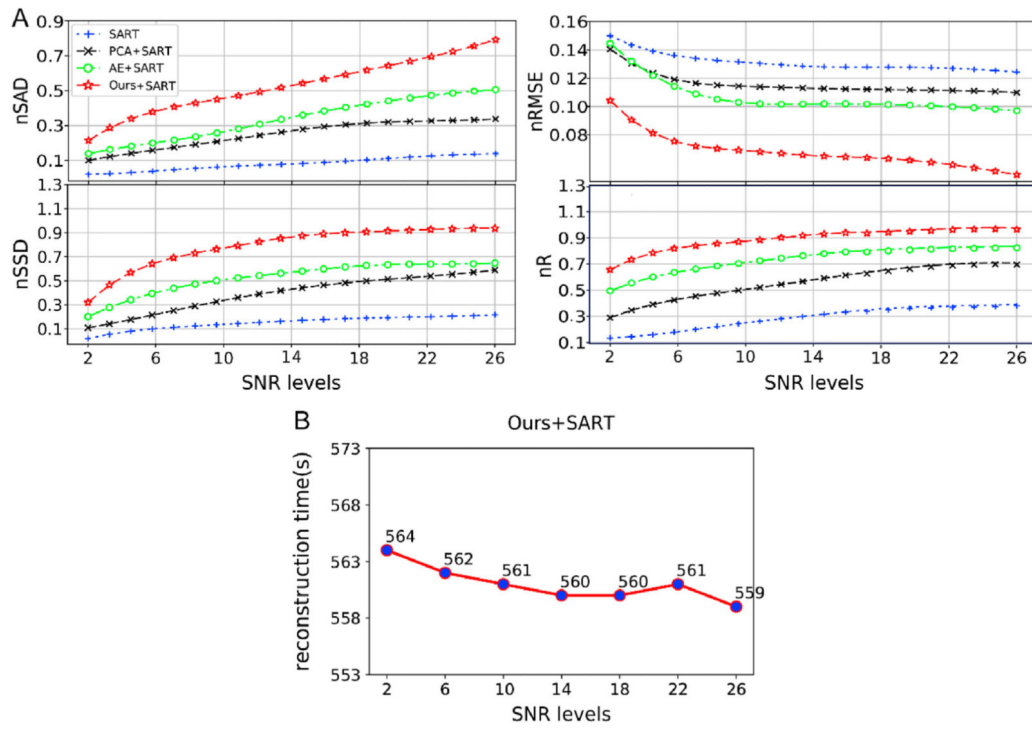 A
nSAD
0.9
0.7
0.5
0.3
0.1
SART
PCA+SART
AE+SART
Ours+SART
nRMSE
0.16
0.14
0.12
0.10
0.08
nSSD
1.3
1.1
0.9
0.7
0.5
0.3
0.1
2 6 10 14 18 22 26
SNR levels
nR
1.3
1.1
0.9
0.7
0.5
0.3
0.1
2 6 10 14 18 22 26
SNR levels
B
Ours+SART
reconstruction time(s)
573
568
563
558
553
564 562 561 560 560 561 559
2 6 10 14 18 22 26
SNR levels